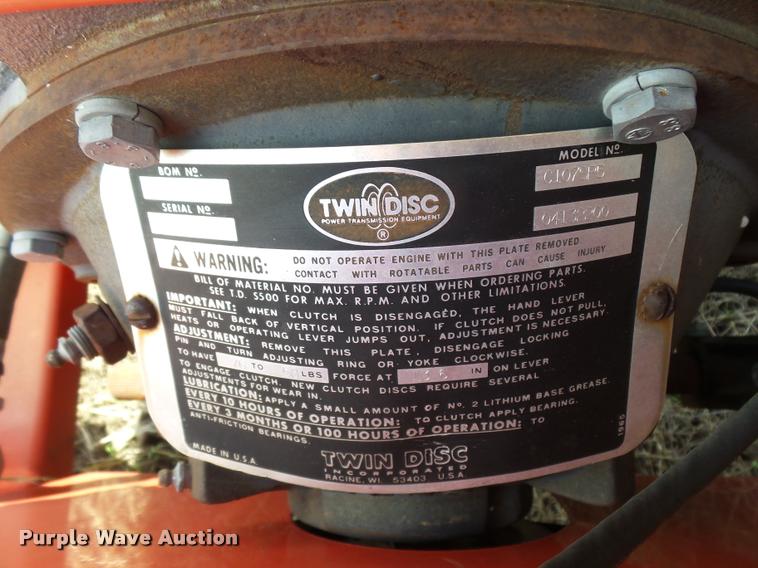 BOM Nº.
MODEL Nº.
C107SP5
TWIN DISC
POWER TRANSMISSION EQUIPMENT
®
SERIAL Nº.
WARNING: DO NOT OPERATE ENGINE WITH THIS PLATE REMOVED
CONTACT WITH ROTATABLE PARTS CAN CAUSE INJURY
BILL OF MATERIAL NO. MUST BE GIVEN WHEN ORDERING PARTS.
SEE T.D. S500 FOR MAX. R.P.M. AND OTHER LIMITATIONS.
IMPORTANT: WHEN CLUTCH IS DISENGAGED, THE HAND LEVER
MUST FALL BACK OF VERTICAL POSITION. IF CLUTCH DOES NOT PULL,
HEATS OR OPERATING LEVER JUMPS OUT, ADJUSTMENT IS NECESSARY.
ADJUSTMENT: REMOVE THIS PLATE, DISENGAGE LOCKING
PIN AND TURN ADJUSTING RING OR YOKE CLOCKWISE.
TO HAVE TO LBS FORCE AT IN ON LEVER
TO ENGAGE CLUTCH. NEW CLUTCH DISCS REQUIRE SEVERAL
ADJUSTMENTS FOR WEAR IN.
LUBRICATION: APPLY A SMALL AMOUNT OF Nº. 2 LITHIUM BASE GREASE.
EVERY 10 HOURS OF OPERATION: TO CLUTCH APPLY BEARING.
EVERY 3 MONTHS OR 100 HOURS OF OPERATION: TO
ANTI-FRICTION BEARINGS.
1965
MADE IN U.S.A.
TWIN DISC
INCORPORATED
RACINE, WI. 53403 U.S.A.
Purple Wave Auction